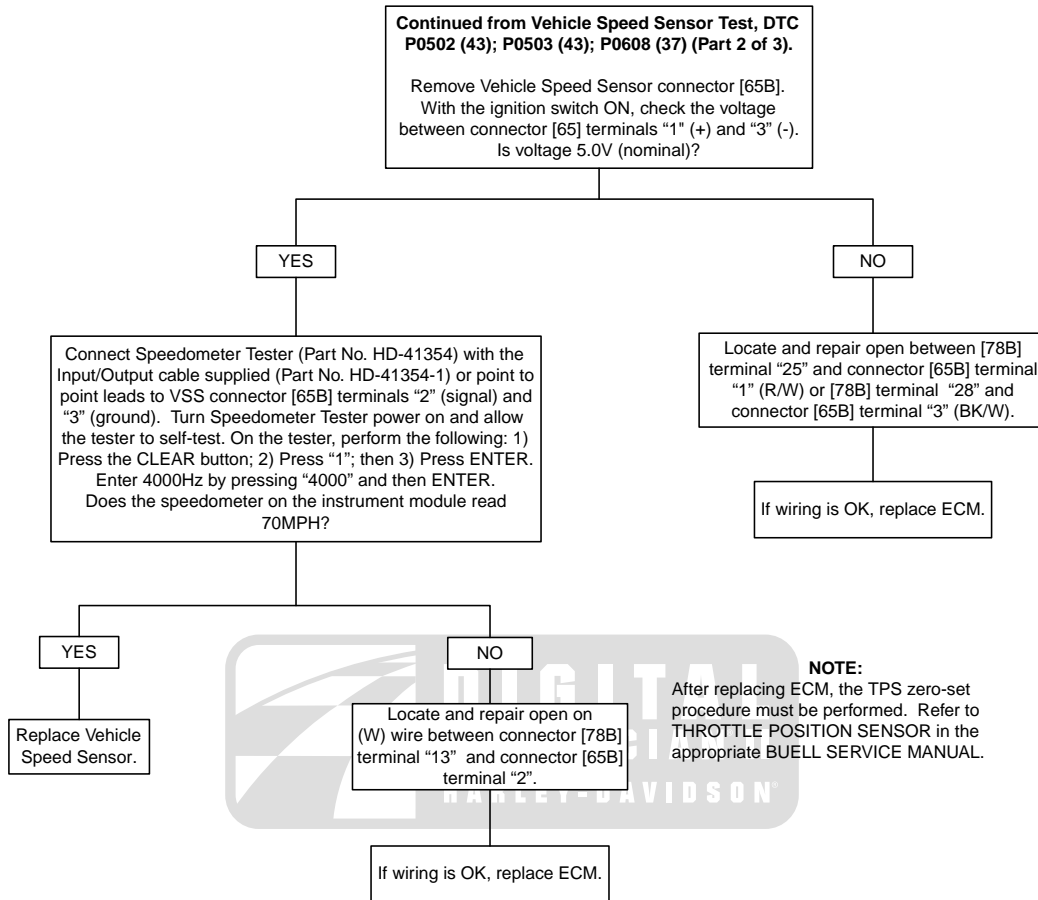 Continued from Vehicle Speed Sensor Test, DTC
P0502 (43); P0503 (43); P0608 (37) (Part 2 of 3).
Remove Vehicle Speed Sensor connector [65B].
With the ignition switch ON, check the voltage
between connector [65] terminals “1" (+) and “3” (-).
Is voltage 5.0V (nominal)?
YES
NO
Connect Speedometer Tester (Part No. HD-41354) with the
Input/Output cable supplied (Part No. HD-41354-1) or point to
point leads to VSS connector [65B] terminals “2” (signal) and
“3” (ground). Turn Speedometer Tester power on and allow
the tester to self-test. On the tester, perform the following: 1)
Press the CLEAR button; 2) Press “1”; then 3) Press ENTER.
Enter 4000Hz by pressing “4000” and then ENTER.
Does the speedometer on the instrument module read
70MPH?
Locate and repair open between [78B]
terminal “25” and connector [65B] terminal
“1” (R/W) or [78B] terminal “28” and
connector [65B] terminal “3” (BK/W).
If wiring is OK, replace ECM.
YES
NO
Replace Vehicle
Speed Sensor.
Locate and repair open on
(W) wire between connector [78B]
terminal “13” and connector [65B]
terminal “2”.
If wiring is OK, replace ECM.
NOTE:
After replacing ECM, the TPS zero-set
procedure must be performed. Refer to
THROTTLE POSITION SENSOR in the
appropriate BUELL SERVICE MANUAL.
DIGITAL
HARLEY-DAVIDSON®